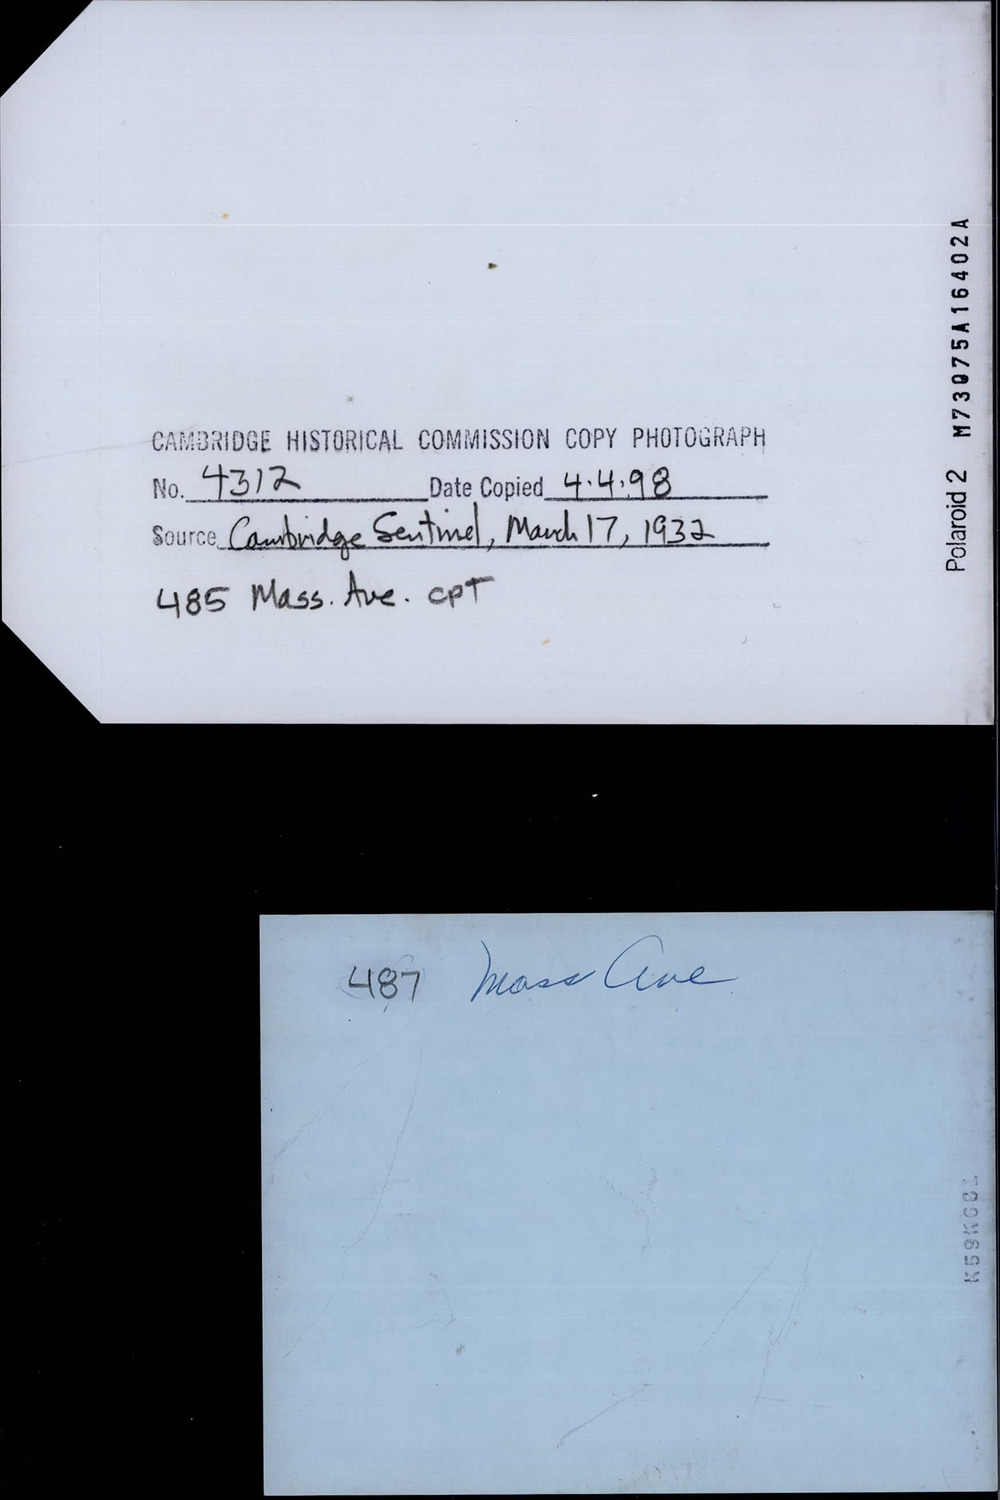 CAMBRIDGE HISTORICAL COMMISSION COPY PHOTOGRAPH
No. 4312 Date Copied 4.4.98
Source Cambridge Sentinel, March 17, 1932
485 Mass. Ave. CPT
Polaroid 2 M73075A16402A
487 Mass Ave